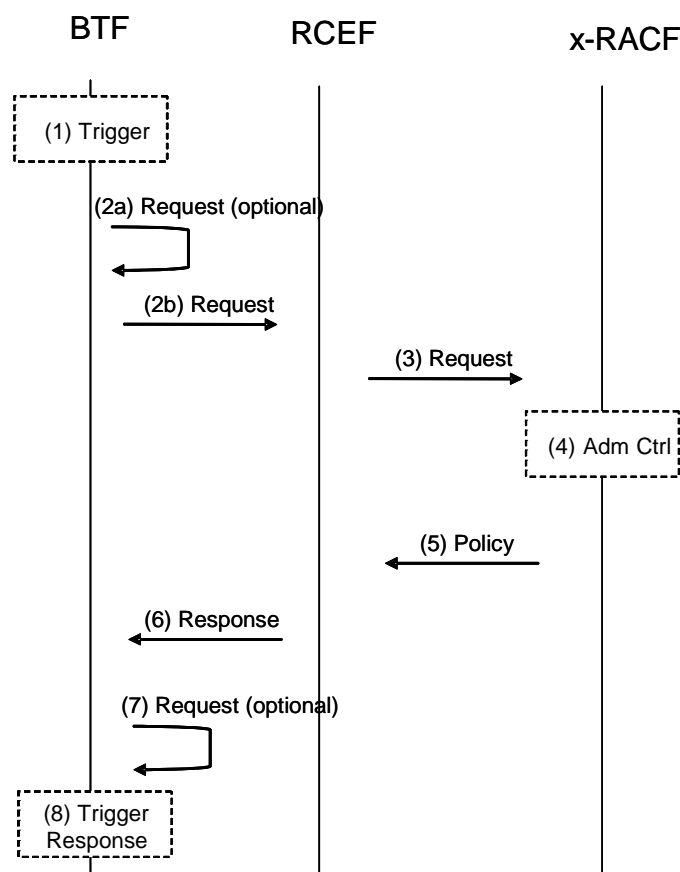 BTF
RCEF
x-RACF
(1) Trigger
(2a) Request (optional)
(2b) Request
(3) Request
(4) Adm Ctrl
(5) Policy
(6) Response
(7) Request (optional)
(8) Trigger
Response